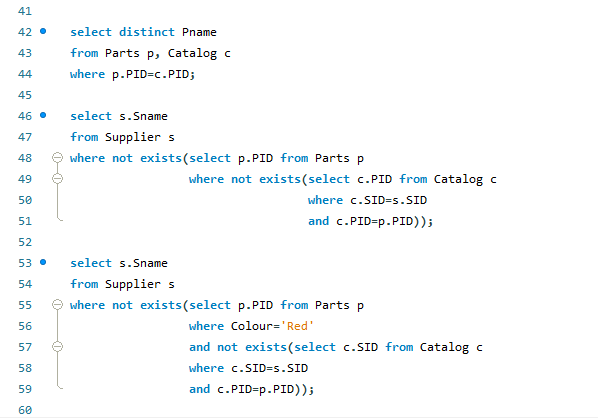 41
42 select distinct Pname
43 from Parts p, Catalog c
44 where p.PID=c.PID;
45
46 select s.Sname
47 from Supplier s
48 where not exists(select p.PID from Parts p
49 where not exists(select c.PID from Catalog c
50 where c.SID=s.SID
51 and c.PID=p.PID));
52
53 select s.Sname
54 from Supplier s
55 where not exists(select p.PID from Parts p
56 where Colour='Red'
57 and not exists(select c.SID from Catalog c
58 where c.SID=s.SID
59 and c.PID=p.PID));
60